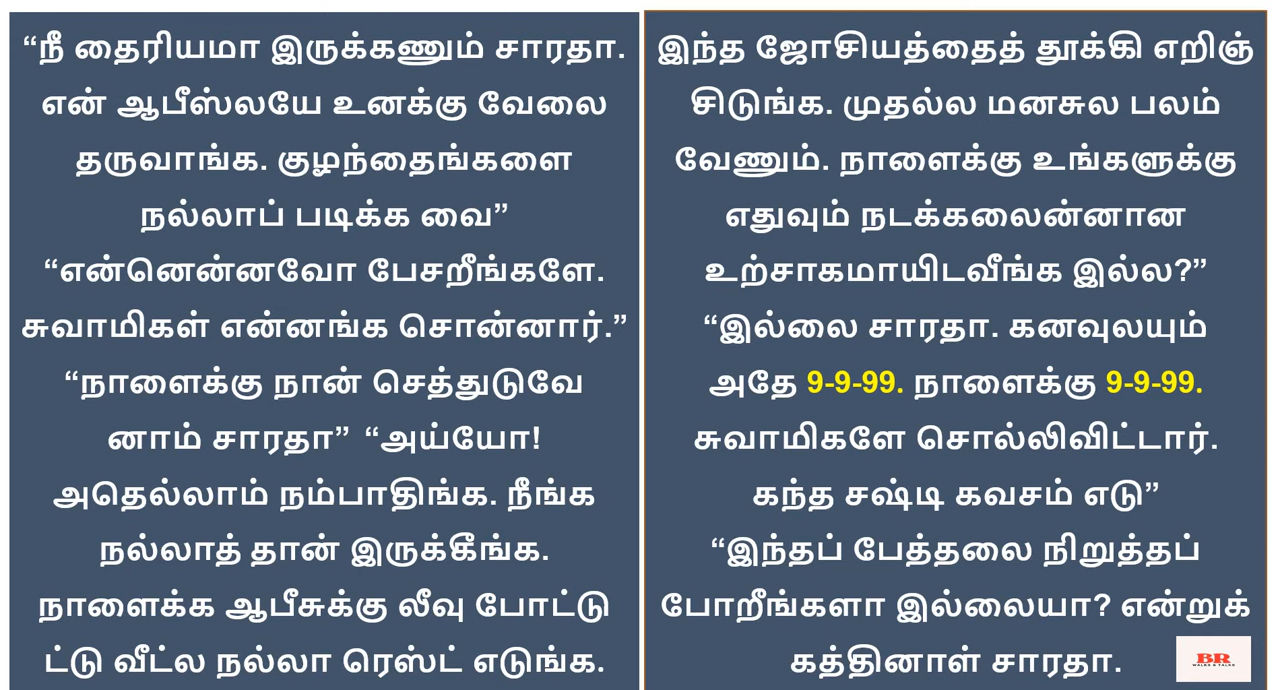 “நீ தைரியமா இருக்கணும் சாரதா.
என் ஆபீஸ்லயே உனக்கு வேலை
தருவாங்க. குழந்தைங்களை
நல்லாப் படிக்க வை”
“என்னென்னவோ பேசறீங்களே.
சுவாமிகள் என்னங்க சொன்னார்.”
“நாளைக்கு நான் செத்துடுவே
னாம் சாரதா” “அய்யோ!
அதெல்லாம் நம்பாதிங்க. நீங்க
நல்லாத் தான் இருக்கீங்க.
நாளைக்க ஆபீசுக்கு லீவு போட்டு
ட்டு வீட்ல நல்லா ரெஸ்ட் எடுங்க.
இந்த ஜோசியத்தைத் தூக்கி எறிஞ்
சிடுங்க. முதல்ல மனசுல பலம்
வேணும். நாளைக்கு உங்களுக்கு
எதுவும் நடக்கலைன்னான
உற்சாகமாயிடவீங்க இல்ல?”
“இல்லை சாரதா. கனவுலயும்
அதே 9-9-99. நாளைக்கு 9-9-99.
சுவாமிகளே சொல்லிவிட்டார்.
கந்த சஷ்டி கவசம் எடு”
“இந்தப் பேத்தலை நிறுத்தப்
போறீங்களா இல்லையா? என்றுக்
கத்தினாள் சாரதா.
BR
WALKS & TALKS